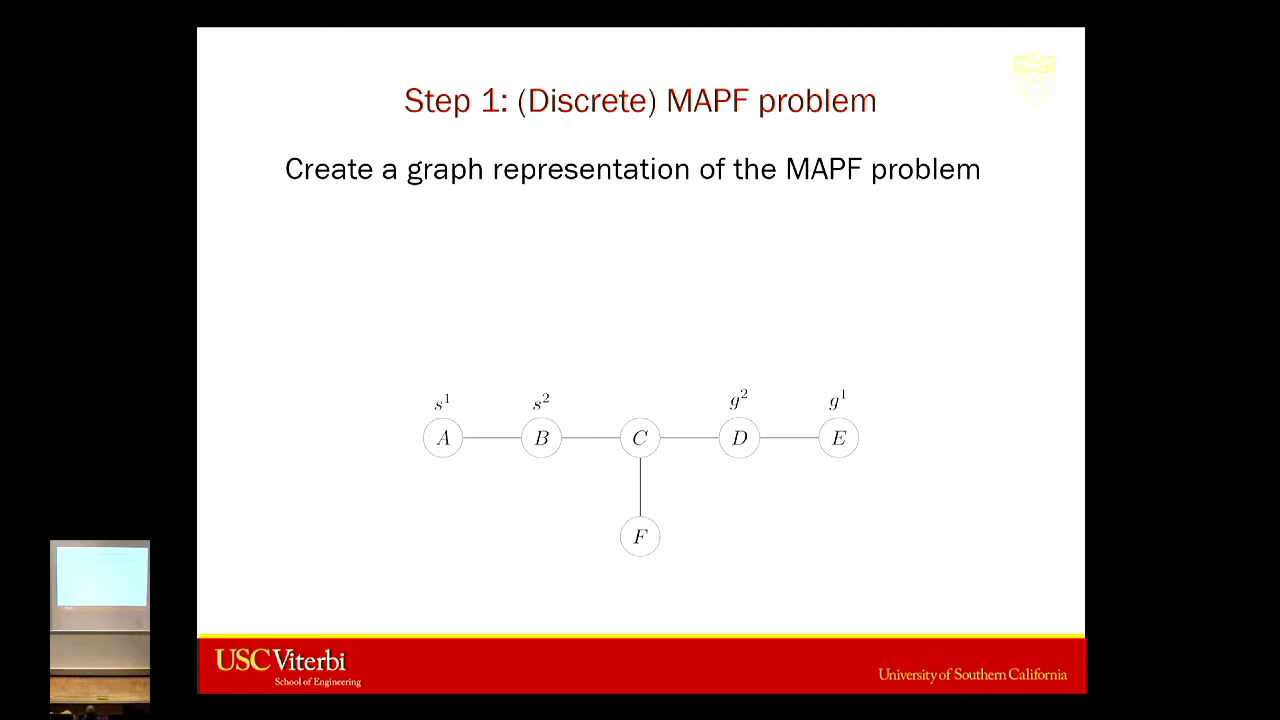 Step 1: (Discrete) MAPF problem
Create a graph representation of the MAPF problem
s¹ s² g² g¹
A B C D E
F
USC Viterbi
School of Engineering
University of Southern California